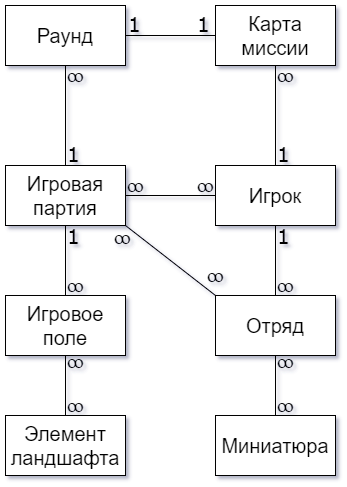 Раунд
1 1
Карта
миссии
∞ ∞
1 1
Игровая
партия
∞ ∞
Игрок
1 ∞ 1
∞ ∞ ∞
Игровое
поле
Отряд
∞ ∞
∞ ∞
Элемент
ландшафта
Миниатюра